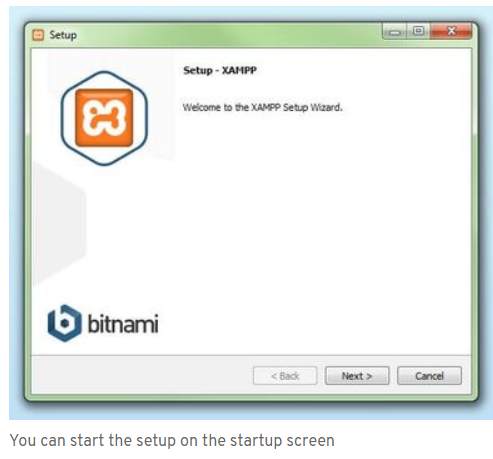 Setup
Setup - XAMPP
Welcome to the XAMPP Setup Wizard.
bitnami
< Back
Next >
Cancel
You can start the setup on the startup screen